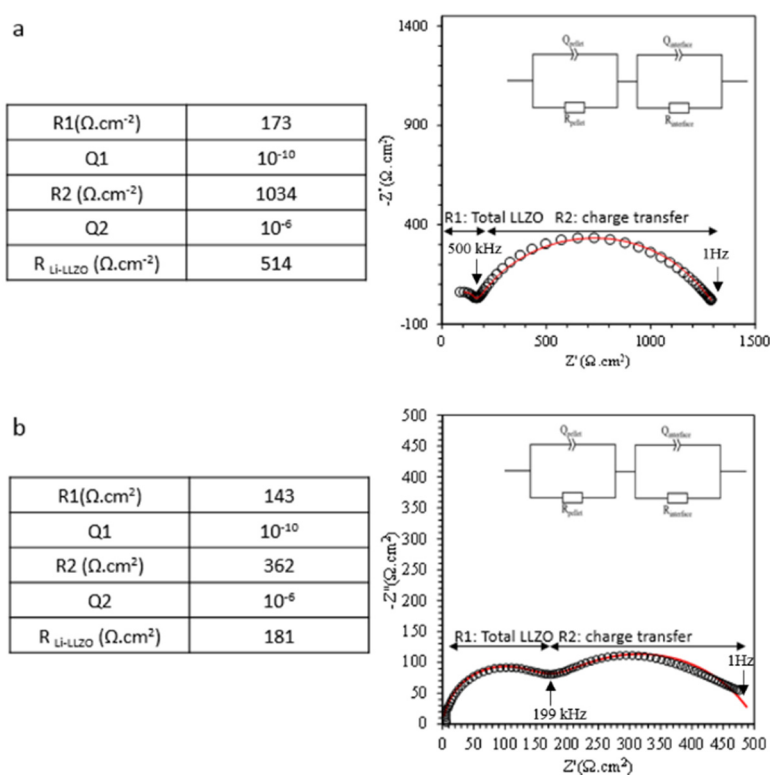 a
R1(Ω.cm⁻²) 173
Q1 10⁻¹⁰
R2 (Ω.cm⁻²) 1034
Q2 10⁻⁶
R Li-LLZO (Ω.cm⁻²) 514
1400
900
400
-100
-Z"(Ω.cm²)
Qpellet Qinterface
Rpellet Rinterface
R1: Total LLZO R2: charge transfer
500 kHz
1Hz
0 500 1000 1500
Z'(Ω.cm²)
b
R1(Ω.cm²) 143
Q1 10⁻¹⁰
R2 (Ω.cm²) 362
Q2 10⁻⁶
R Li-LLZO (Ω.cm²) 181
500
450
400
350
300
250
200
150
100
50
0
-Z"(Ω.cm²)
Qpellet Qinterface
Rpellet Rinterface
R1: Total LLZO R2: charge transfer
1Hz
199 kHz
0 50 100 150 200 250 300 350 400 450 500
Z'(Ω.cm²)